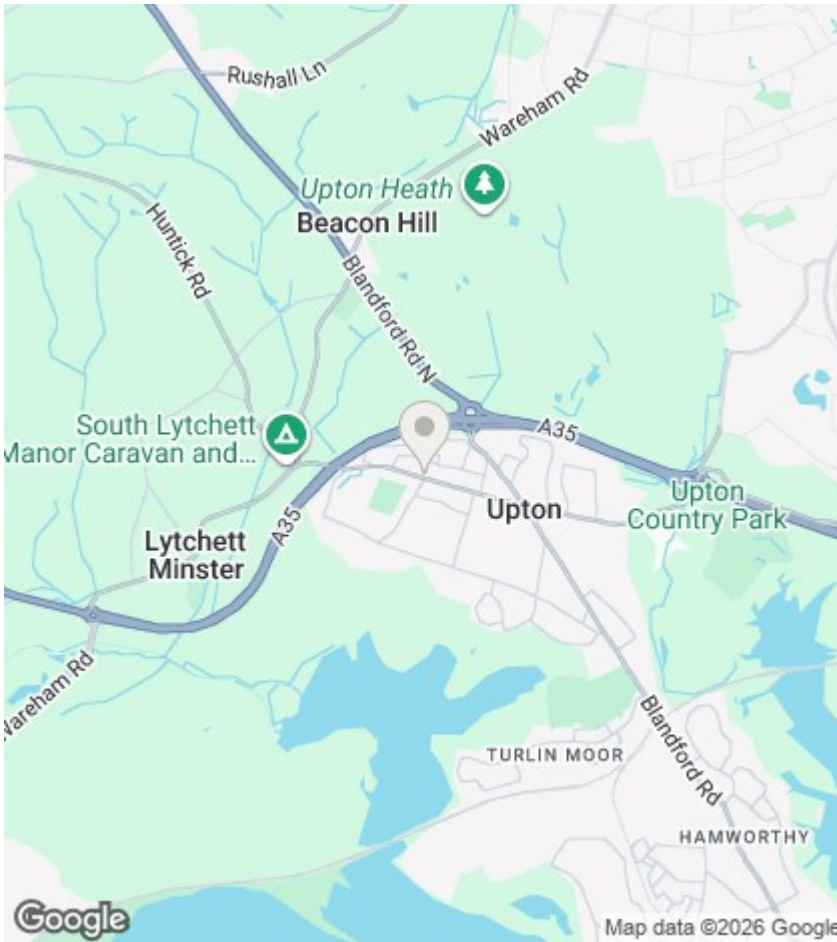 Rushall Ln
Wareham Rd
Upton Heath
Beacon Hill
Huntick Rd
Blandford Rd N
South Lytchett
Manor Caravan and...
A35
Upton
Country Park
Upton
A35
Lytchett
Minster
Wareham Rd
Blandford Rd
TURLIN MOOR
HAMWORTHY
Google
Map data ©2026 Google